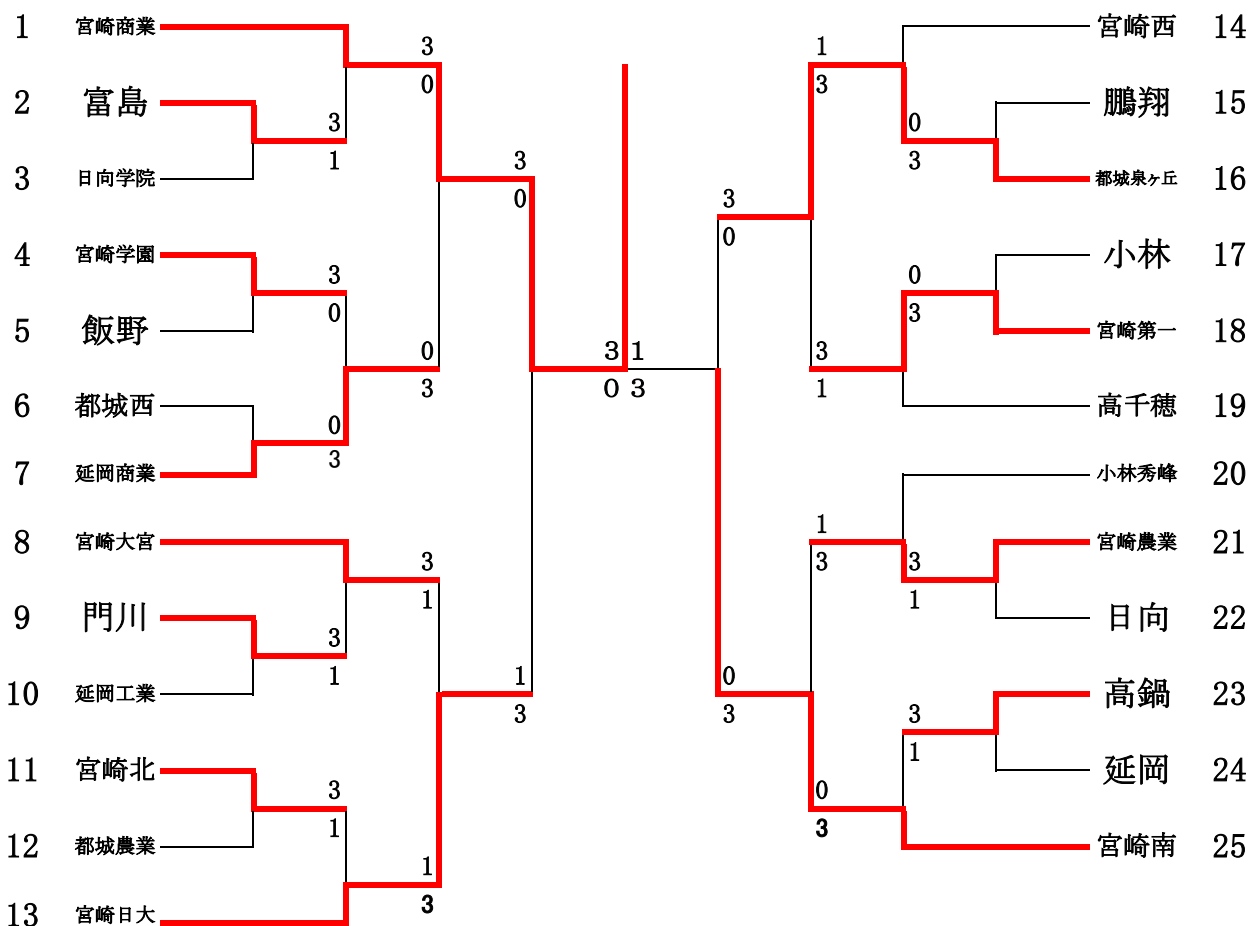 1 宮崎商業
2 富島
3 日向学院
4 宮崎学園
5 飯野
6 都城西
7 延岡商業
8 宮崎大宮
9 門川
10 延岡工業
11 宮崎北
12 都城農業
13 宮崎日大
3
0
3
1
3
0
0
3
0
3
3
1
3
1
3
1
1
3
3
0
1
3
3 1
0 3
3
0
0
3
1
3
0
3
0
3
3
1
1
3
3
1
3
1
0
3
宮崎西 14
鵬翔 15
都城泉ヶ丘 16
小林 17
宮崎第一 18
高千穂 19
小林秀峰 20
宮崎農業 21
日向 22
高鍋 23
延岡 24
宮崎南 25